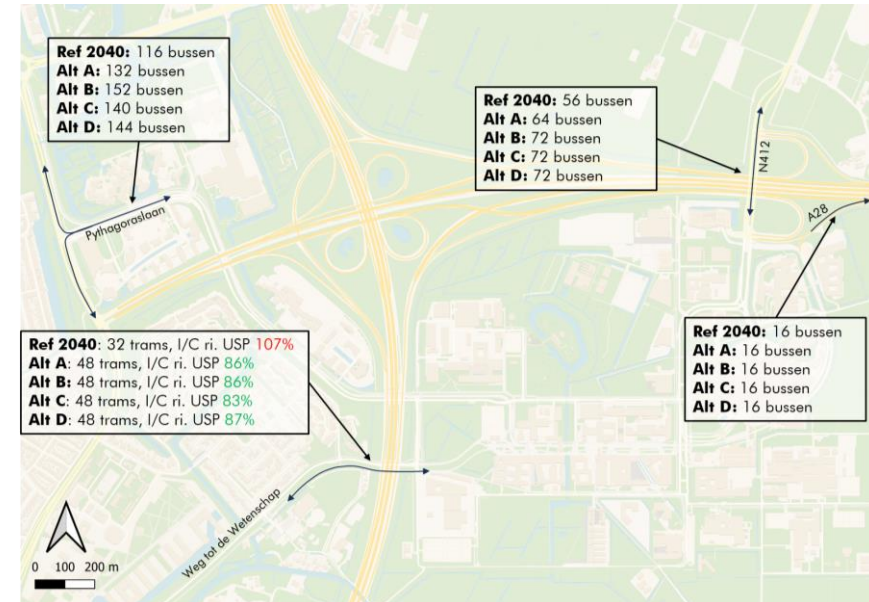 Ref 2040: 116 bussen
Alt A: 132 bussen
Alt B: 152 bussen
Alt C: 140 bussen
Alt D: 144 bussen
Ref 2040: 56 bussen
Alt A: 64 bussen
Alt B: 72 bussen
Alt C: 72 bussen
Alt D: 72 bussen
N412
A28
Pythagoraslaan
Ref 2040: 32 trams, I/C ri. USP 107%
Alt A: 48 trams, I/C ri. USP 86%
Alt B: 48 trams, I/C ri. USP 86%
Alt C: 48 trams, I/C ri. USP 83%
Alt D: 48 trams, I/C ri. USP 87%
Ref 2040: 16 bussen
Alt A: 16 bussen
Alt B: 16 bussen
Alt C: 16 bussen
Alt D: 16 bussen
Weg tot de Wetenschap
0 100 200 m